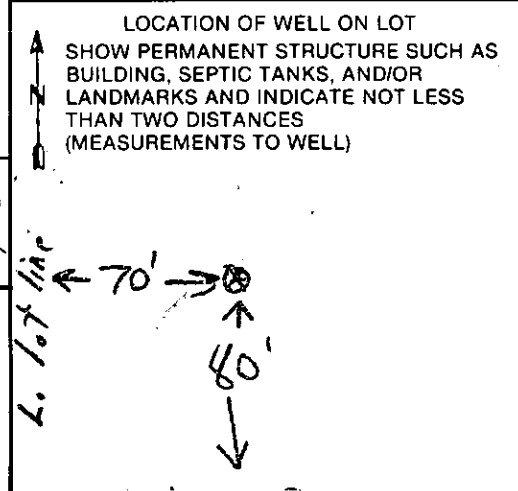 LOCATION OF WELL ON LOT
SHOW PERMANENT STRUCTURE SUCH AS
BUILDING, SEPTIC TANKS, AND/OR
N LANDMARKS AND INDICATE NOT LESS
THAN TWO DISTANCES
(MEASUREMENTS TO WELL)
L. lot line
70'
80'